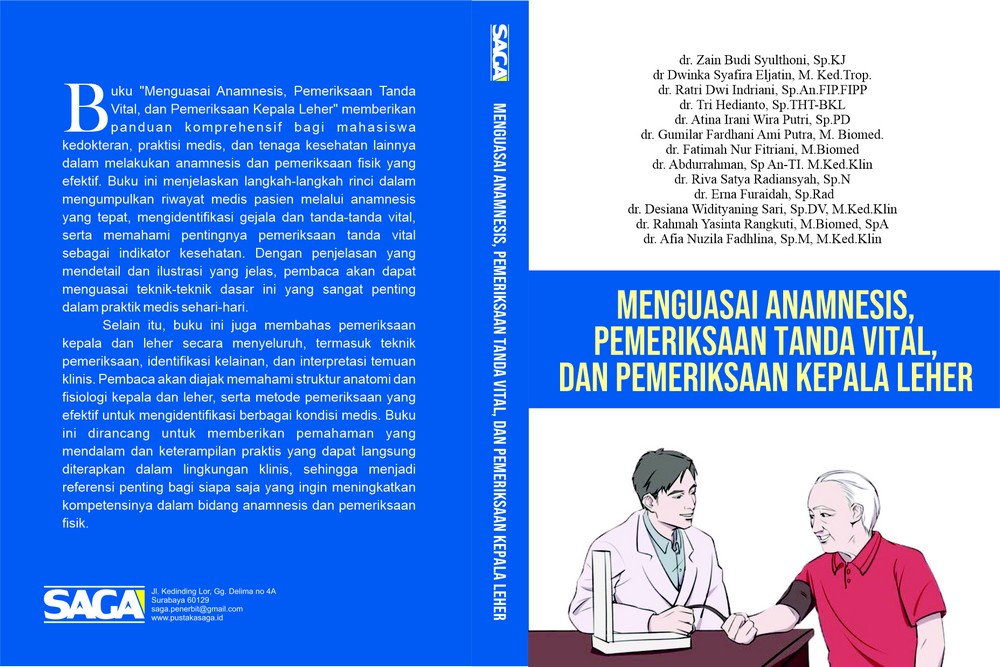 Buku "Menguasai Anamnesis, Pemeriksaan Tanda
Vital, dan Pemeriksaan Kepala Leher" memberikan
panduan komprehensif bagi mahasiswa
kedokteran, praktisi medis, dan tenaga kesehatan lainnya
dalam melakukan anamnesis dan pemeriksaan fisik yang
efektif. Buku ini menjelaskan langkah-langkah rinci dalam
mengumpulkan riwayat medis pasien melalui anamnesis
yang tepat, mengidentifikasi gejala dan tanda-tanda vital,
serta memahami pentingnya pemeriksaan tanda vital
sebagai indikator kesehatan. Dengan penjelasan yang
mendetail dan ilustrasi yang jelas, pembaca akan dapat
menguasai teknik-teknik dasar ini yang sangat penting
dalam praktik medis sehari-hari.
Selain itu, buku ini juga membahas pemeriksaan
kepala dan leher secara menyeluruh, termasuk teknik
pemeriksaan, identifikasi kelainan, dan interpretasi temuan
klinis. Pembaca akan diajak memahami struktur anatomi dan
fisiologi kepala dan leher, serta metode pemeriksaan yang
efektif untuk mengidentifikasi berbagai kondisi medis. Buku
ini dirancang untuk memberikan pemahaman yang
mendalam dan keterampilan praktis yang dapat langsung
diterapkan dalam lingkungan klinis, sehingga menjadi
referensi penting bagi siapa saja yang ingin meningkatkan
kompetensinya dalam bidang anamnesis dan pemeriksaan
fisik.
SAGA
Jl. Kedinding Lor, Gg. Delima no 4A
Surabaya 60129
saga.penerbit@gmail.com
www.pustakasaga.id
SAGA
MENGUASAI ANAMNESIS, PEMERIKSAAN TANDA VITAL, DAN PEMERIKSAAN KEPALA LEHER
dr. Zain Budi Syulthoni, Sp.KJ
dr Dwinka Syafira Eljatin, M. Ked.Trop.
dr. Ratri Dwi Indriani, Sp.An.FIP.FIPP
dr. Tri Hedianto, Sp.THT-BKL
dr. Atina Irani Wira Putri, Sp.PD
dr. Gumilar Fardhani Ami Putra, M. Biomed.
dr. Fatimah Nur Fitriani, M.Biomed
dr. Abdurrahman, Sp An-TI. M.Ked.Klin
dr. Riva Satya Radiansyah, Sp.N
dr. Erna Furaidah, Sp.Rad
dr. Desiana Widityaning Sari, Sp.DV, M.Ked.Klin
dr. Rahmah Yasinta Rangkuti, M.Biomed, SpA
dr. Afia Nuzila Fadhlina, Sp.M, M.Ked.Klin
MENGUASAI ANAMNESIS,
PEMERIKSAAN TANDA VITAL,
DAN PEMERIKSAAN KEPALA LEHER